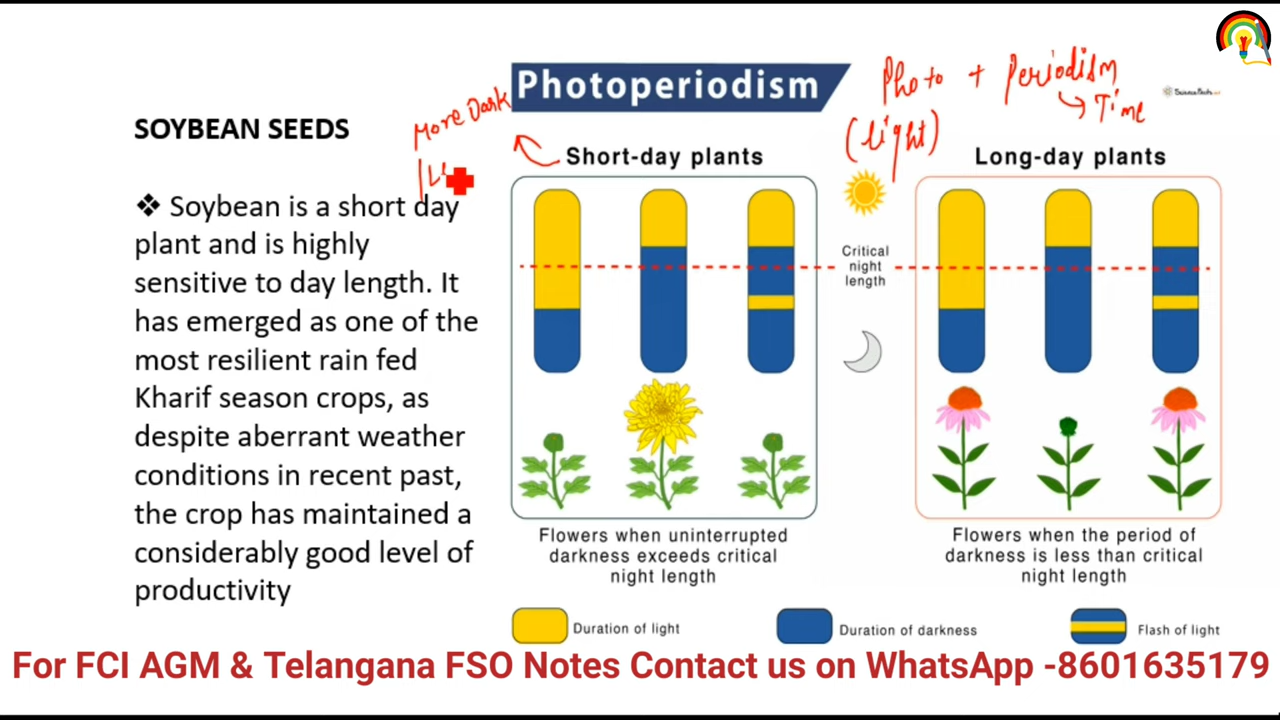 Photoperiodism
Photo + Periodism
(light)
Time
More Dark
SOYBEAN SEEDS
❖ Soybean is a short day
plant and is highly
sensitive to day length. It
has emerged as one of the
most resilient rain fed
Kharif season crops, as
despite aberrant weather
conditions in recent past,
the crop has maintained a
considerably good level of
productivity
Short-day plants
Long-day plants
Critical
night
length
Flowers when uninterrupted
darkness exceeds critical
night length
Flowers when the period of
darkness is less than critical
night length
Duration of light
Duration of darkness
Flash of light
For FCI AGM & Telangana FSO Notes Contact us on WhatsApp -8601635179